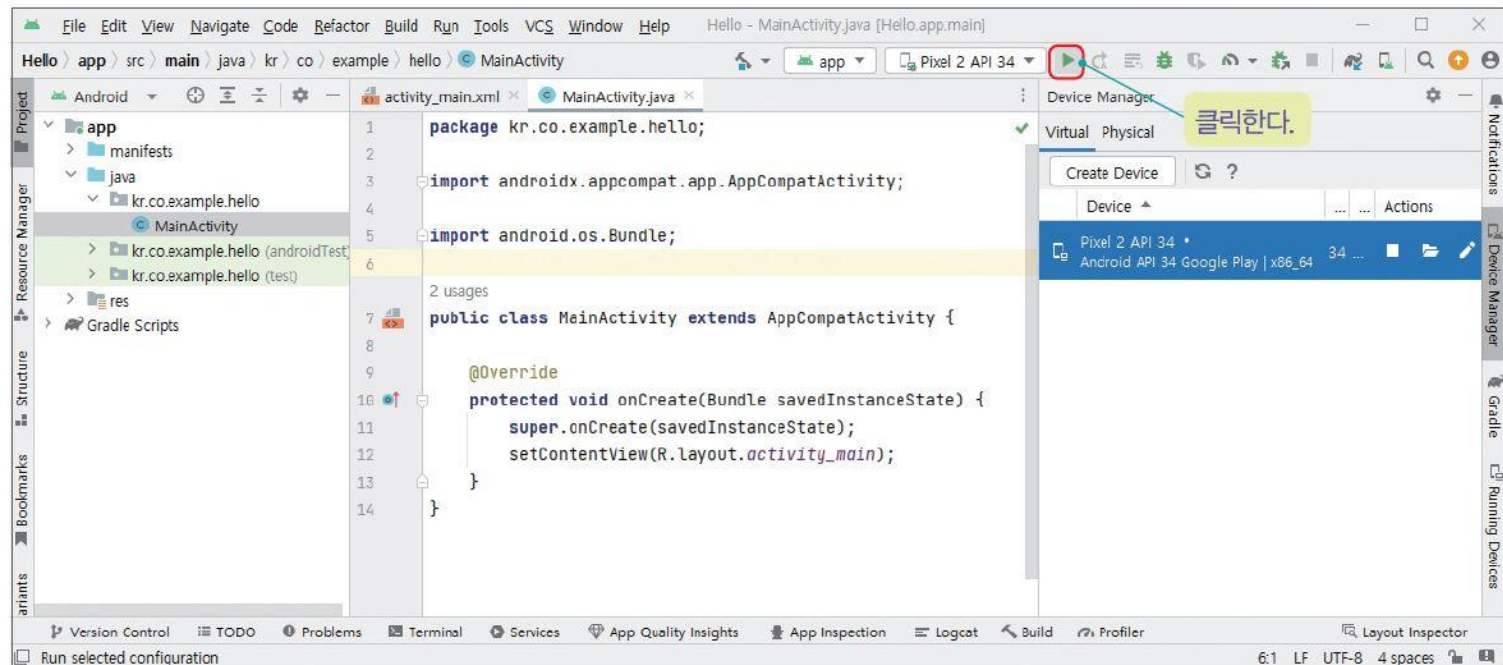 File Edit View Navigate Code Refactor Build Run Tools VCS Window Help Hello - MainActivity.java [Hello.app.main]
Hello 〉 app 〉 src 〉 main 〉 java 〉 kr 〉 co 〉 example 〉 hello 〉 MainActivity app Pixel 2 API 34
클릭한다.
Project
Resource Manager
Structure
Bookmarks
ariants
Android
app
manifests
java
kr.co.example.hello
MainActivity
kr.co.example.hello (androidTest)
kr.co.example.hello (test)
res
Gradle Scripts
activity_main.xml MainActivity.java
1 package kr.co.example.hello;
2
3 import androidx.appcompat.app.AppCompatActivity;
4
5 import android.os.Bundle;
6
2 usages
7 public class MainActivity extends AppCompatActivity {
8
9 @Override
10 protected void onCreate(Bundle savedInstanceState) {
11 super.onCreate(savedInstanceState);
12 setContentView(R.layout.activity_main);
13 }
14 }
Device Manager
Virtual Physical
Create Device ?
Device ... ... Actions
Pixel 2 API 34 34 ...
Android API 34 Google Play | x86_64
Notifications
Device Manager
Gradle
Running Devices
Version Control TODO Problems Terminal Services App Quality Insights App Inspection Logcat Build Profiler Layout Inspector
Run selected configuration 6:1 LF UTF-8 4 spaces